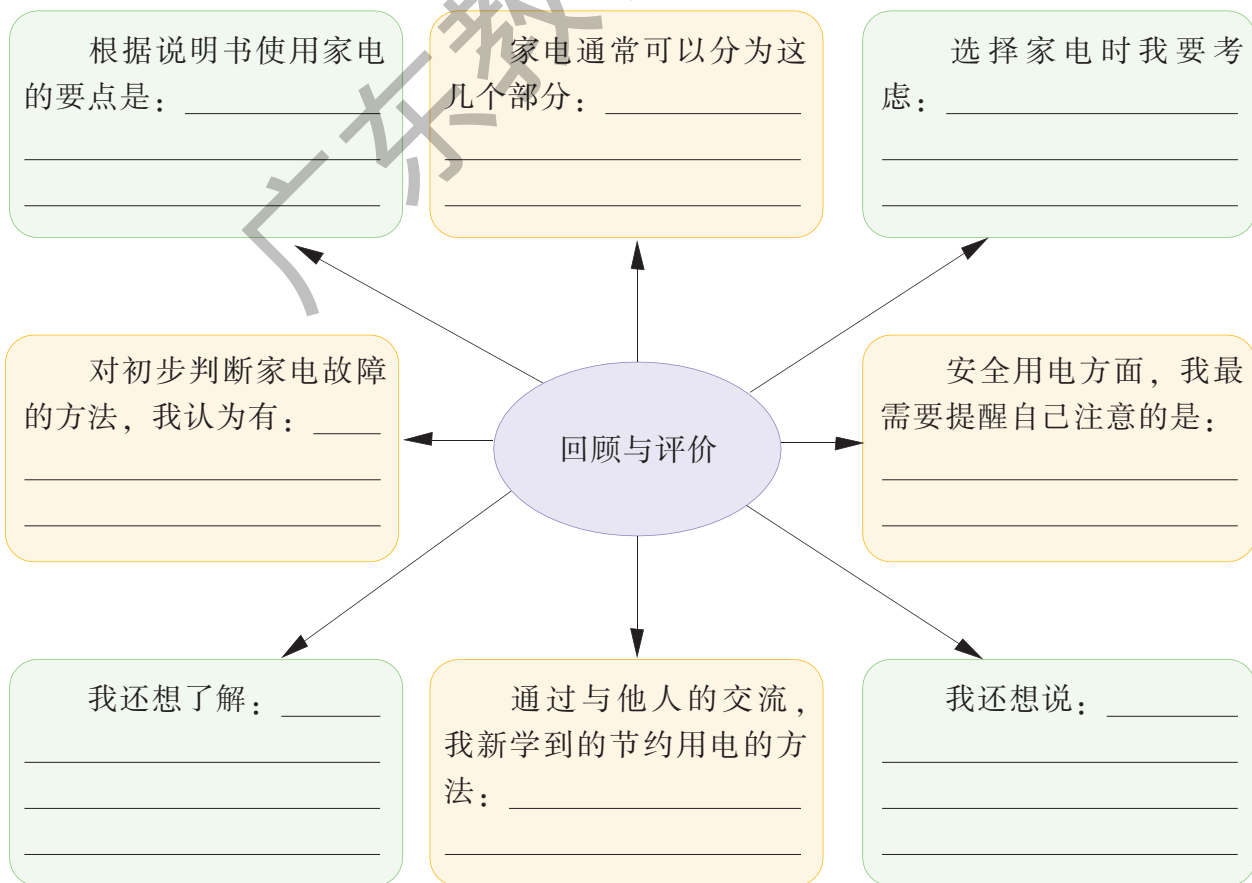 根据说明书使用家电
的要点是：
家电通常可以分为这
几个部分：
选择家电时我要考
虑：
对初步判断家电故障
的方法，我认为有：
回顾与评价
安全用电方面，我最
需要提醒自己注意的是：
我还想了解：
通过与他人的交流，
我新学到的节约用电的方
法：
我还想说：
广东教